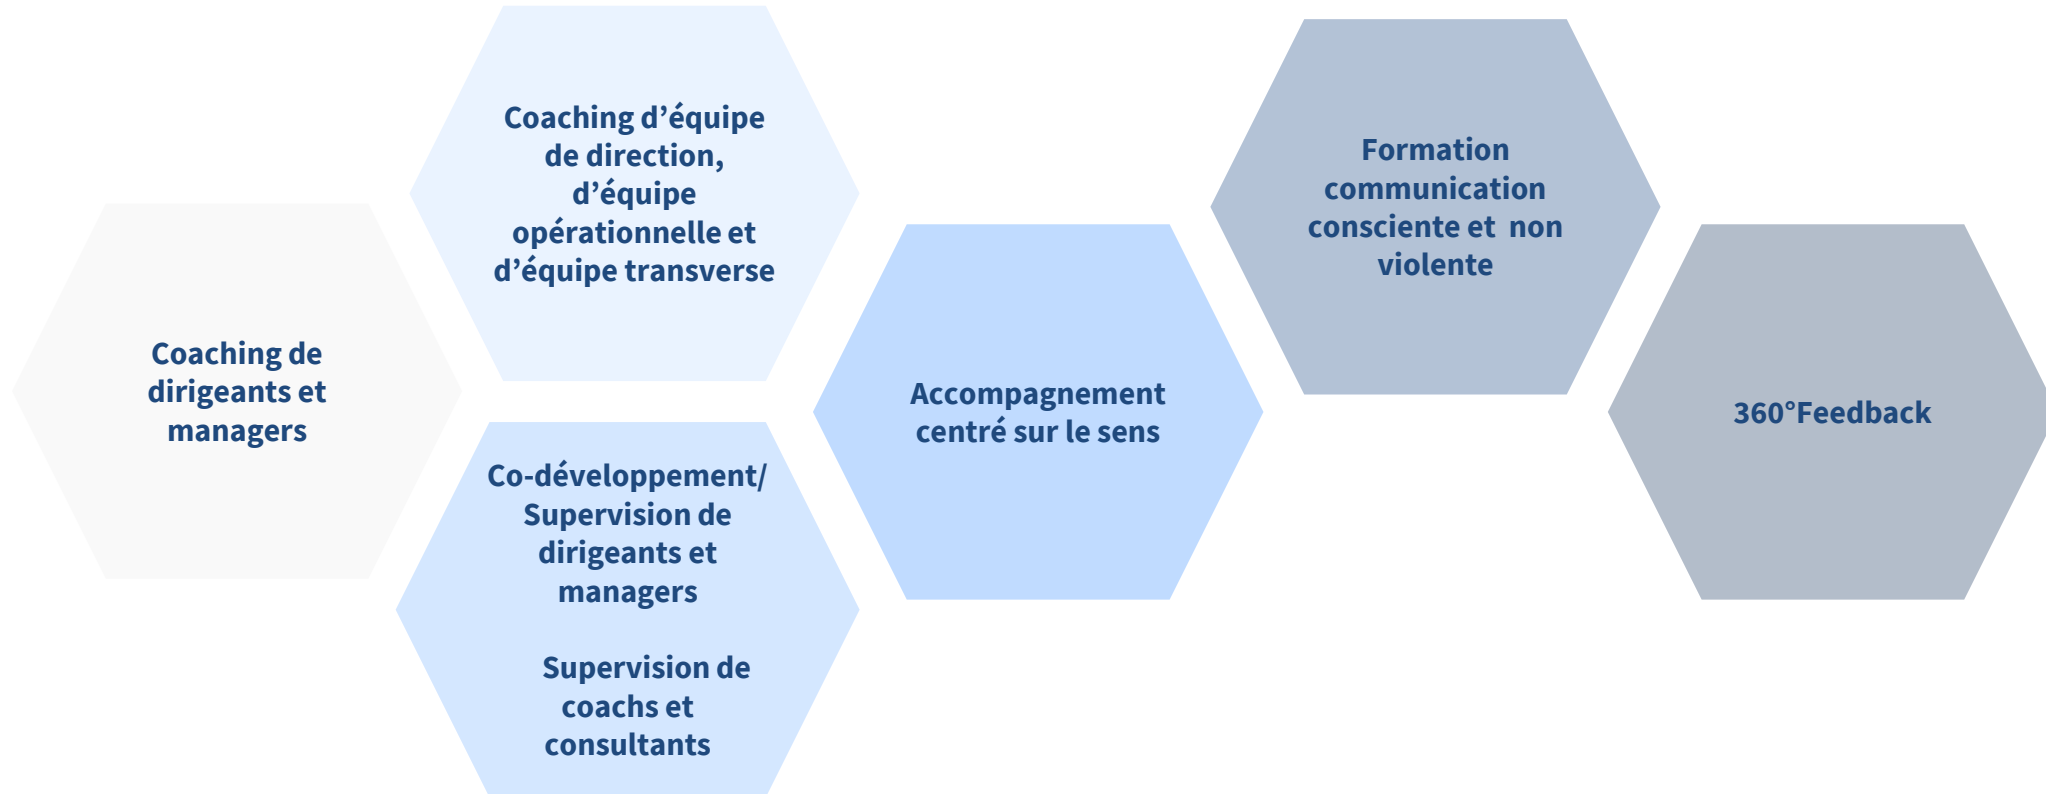 Coaching de
dirigeants et
managers
Coaching d’équipe
de direction,
d’équipe
opérationnelle et
d’équipe transverse
Co-développement/
Supervision de
dirigeants et
managers
Supervision de
coachs et
consultants
Accompagnement
centré sur le sens
Formation
communication
consciente et  non
violente
360°Feedback